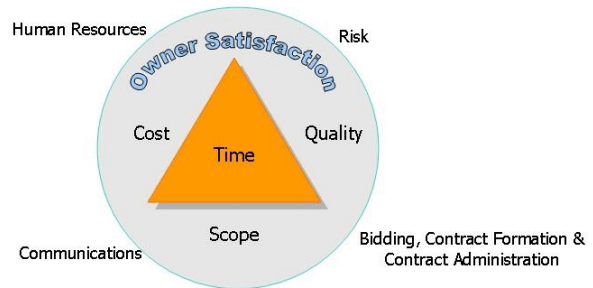 Human Resources
Risk
Owner Satisfaction
Cost
Quality
Time
Scope
Communications
Bidding, Contract Formation &
Contract Administration